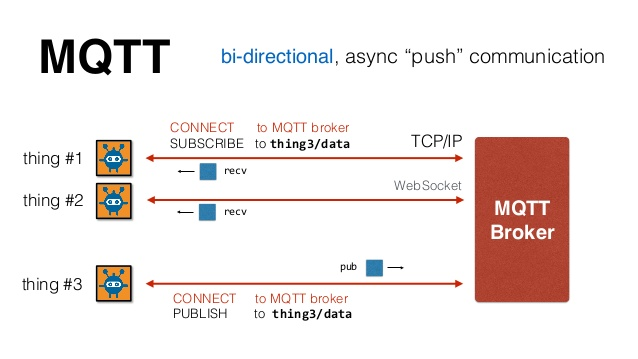 MQTT
bi-directional, async “push” communication
CONNECT to MQTT broker
SUBSCRIBE to thing3/data
TCP/IP
thing #1
recv
WebSocket
thing #2
recv
MQTT
Broker
pub
thing #3
CONNECT to MQTT broker
PUBLISH to thing3/data